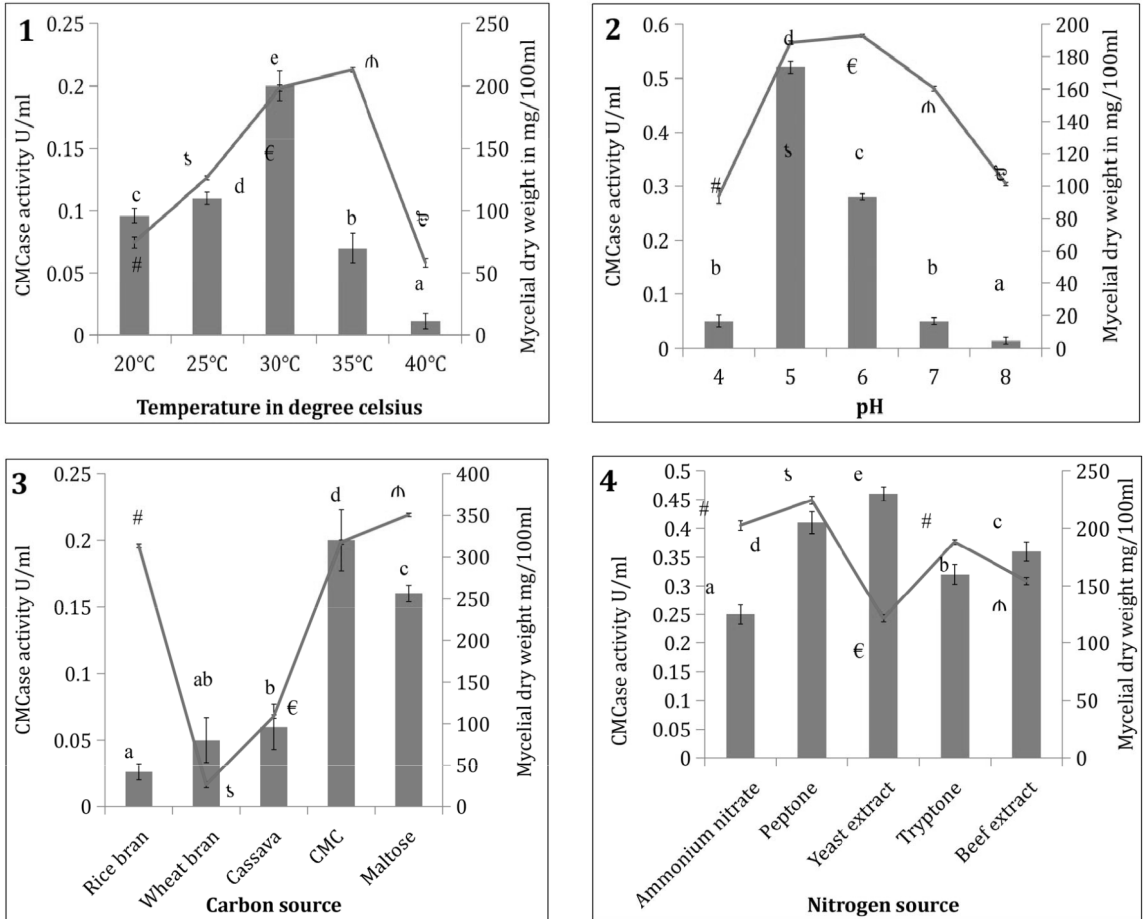 1
CMCase activity U/ml
0.25
0.2
0.15
0.1
0.05
0
c
#
ꞩ
d
e
€
b
₼
a
250
200
150
100
50
0
Mycelial dry weight in mg/100ml
20°C 25°C 30°C 35°C 40°C
Temperature in degree celsius
2
CMCase activity U/ml
0.6
0.5
0.4
0.3
0.2
0.1
0
#
b
d
ꞩ
€
c
₼
b
a
200
180
160
140
120
100
80
60
40
20
0
Mycelial dry weight in mg/100ml
4 5 6 7 8
pH
3
CMCase activity U/ml
0.25
0.2
0.15
0.1
0.05
0
#
a
ab
ꞩ
b
€
d
₼
c
400
350
300
250
200
150
100
50
0
Mycelial dry weight mg/100ml
Rice bran
Wheat bran
Cassava
CMC
Maltose
Carbon source
4
CMCase activity U/ml
0.5
0.45
0.4
0.35
0.3
0.25
0.2
0.15
0.1
0.05
0
#
d
a
ꞩ
e
€
#
b
c
₼
250
200
150
100
50
0
Mycelial dry weight mg/100ml
Ammonium nitrate
Peptone
Yeast extract
Tryptone
Beef extract
Nitrogen source